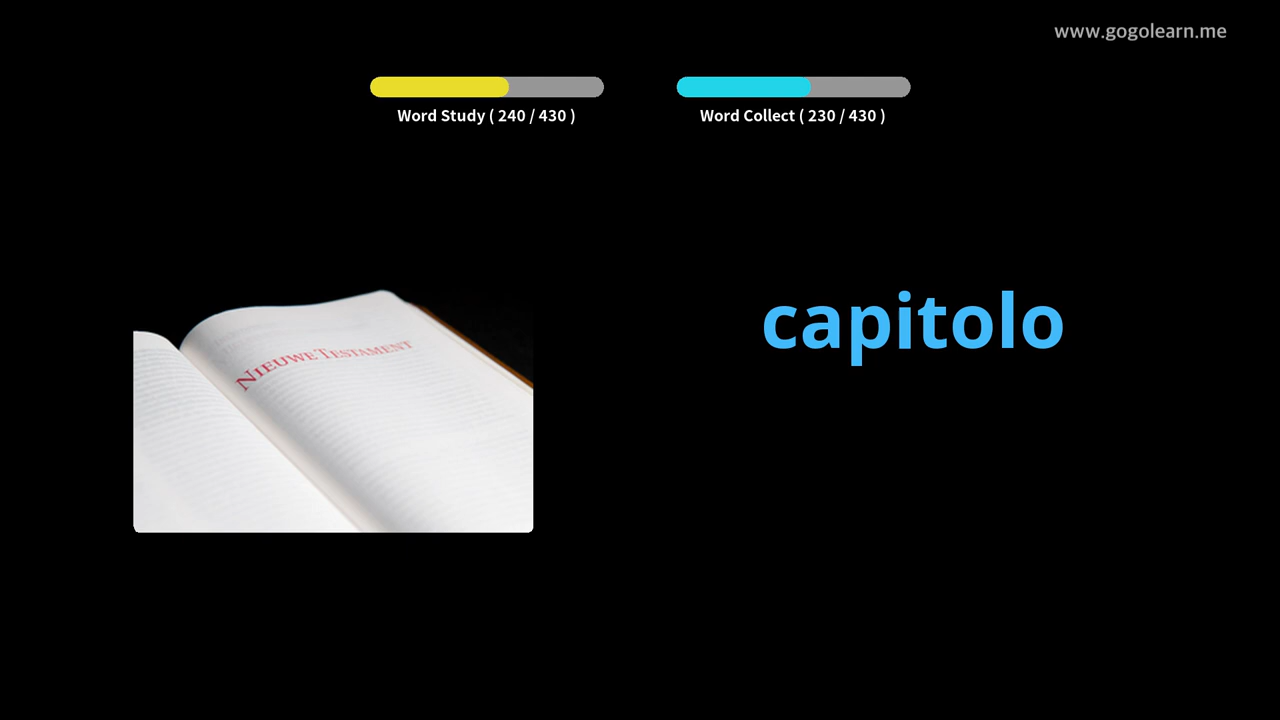 www.gogolearn.me
Word Study ( 240 / 430 )
Word Collect ( 230 / 430 )
capitolo
NIEUWE TESTAMENT